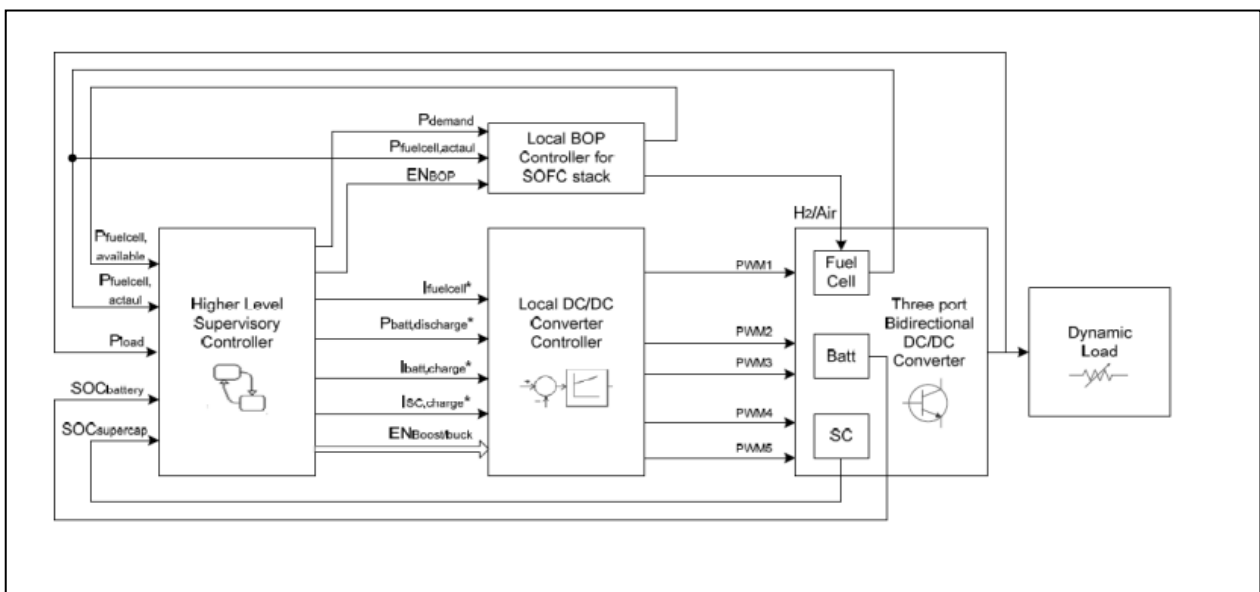 Pdemand
Pfuelcell,actaul
ENBOP
Local BOP
Controller for
SOFC stack
H2/Air
Pfuelcell,
available
Pfuelcell,
actaul
Pload
SOCbattery
SOCsupercap
Higher Level
Supervisory
Controller
Ifuelcell*
Pbatt,discharge*
Ibatt,charge*
ISC,charge*
ENBoost/buck
Local DC/DC
Converter
Controller
PWM1
PWM2
PWM3
PWM4
PWM5
Fuel
Cell
Batt
SC
Three port
Bidirectional
DC/DC
Converter
Dynamic
Load